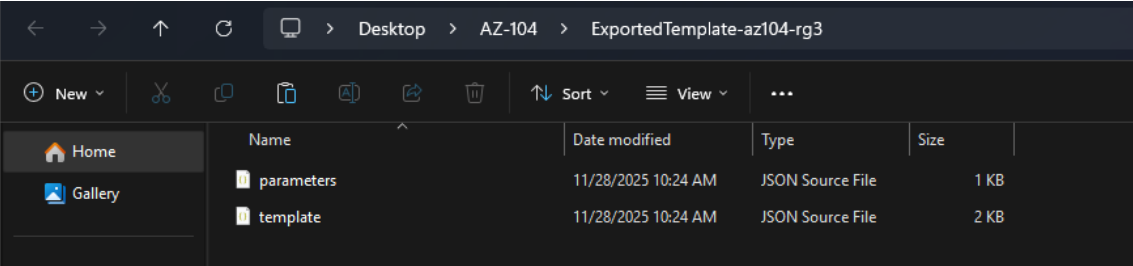 Desktop > AZ-104 > ExportedTemplate-az104-rg3
New Sort View
Name Date modified Type Size
Home
parameters 11/28/2025 10:24 AM JSON Source File 1 KB
Gallery
template 11/28/2025 10:24 AM JSON Source File 2 KB